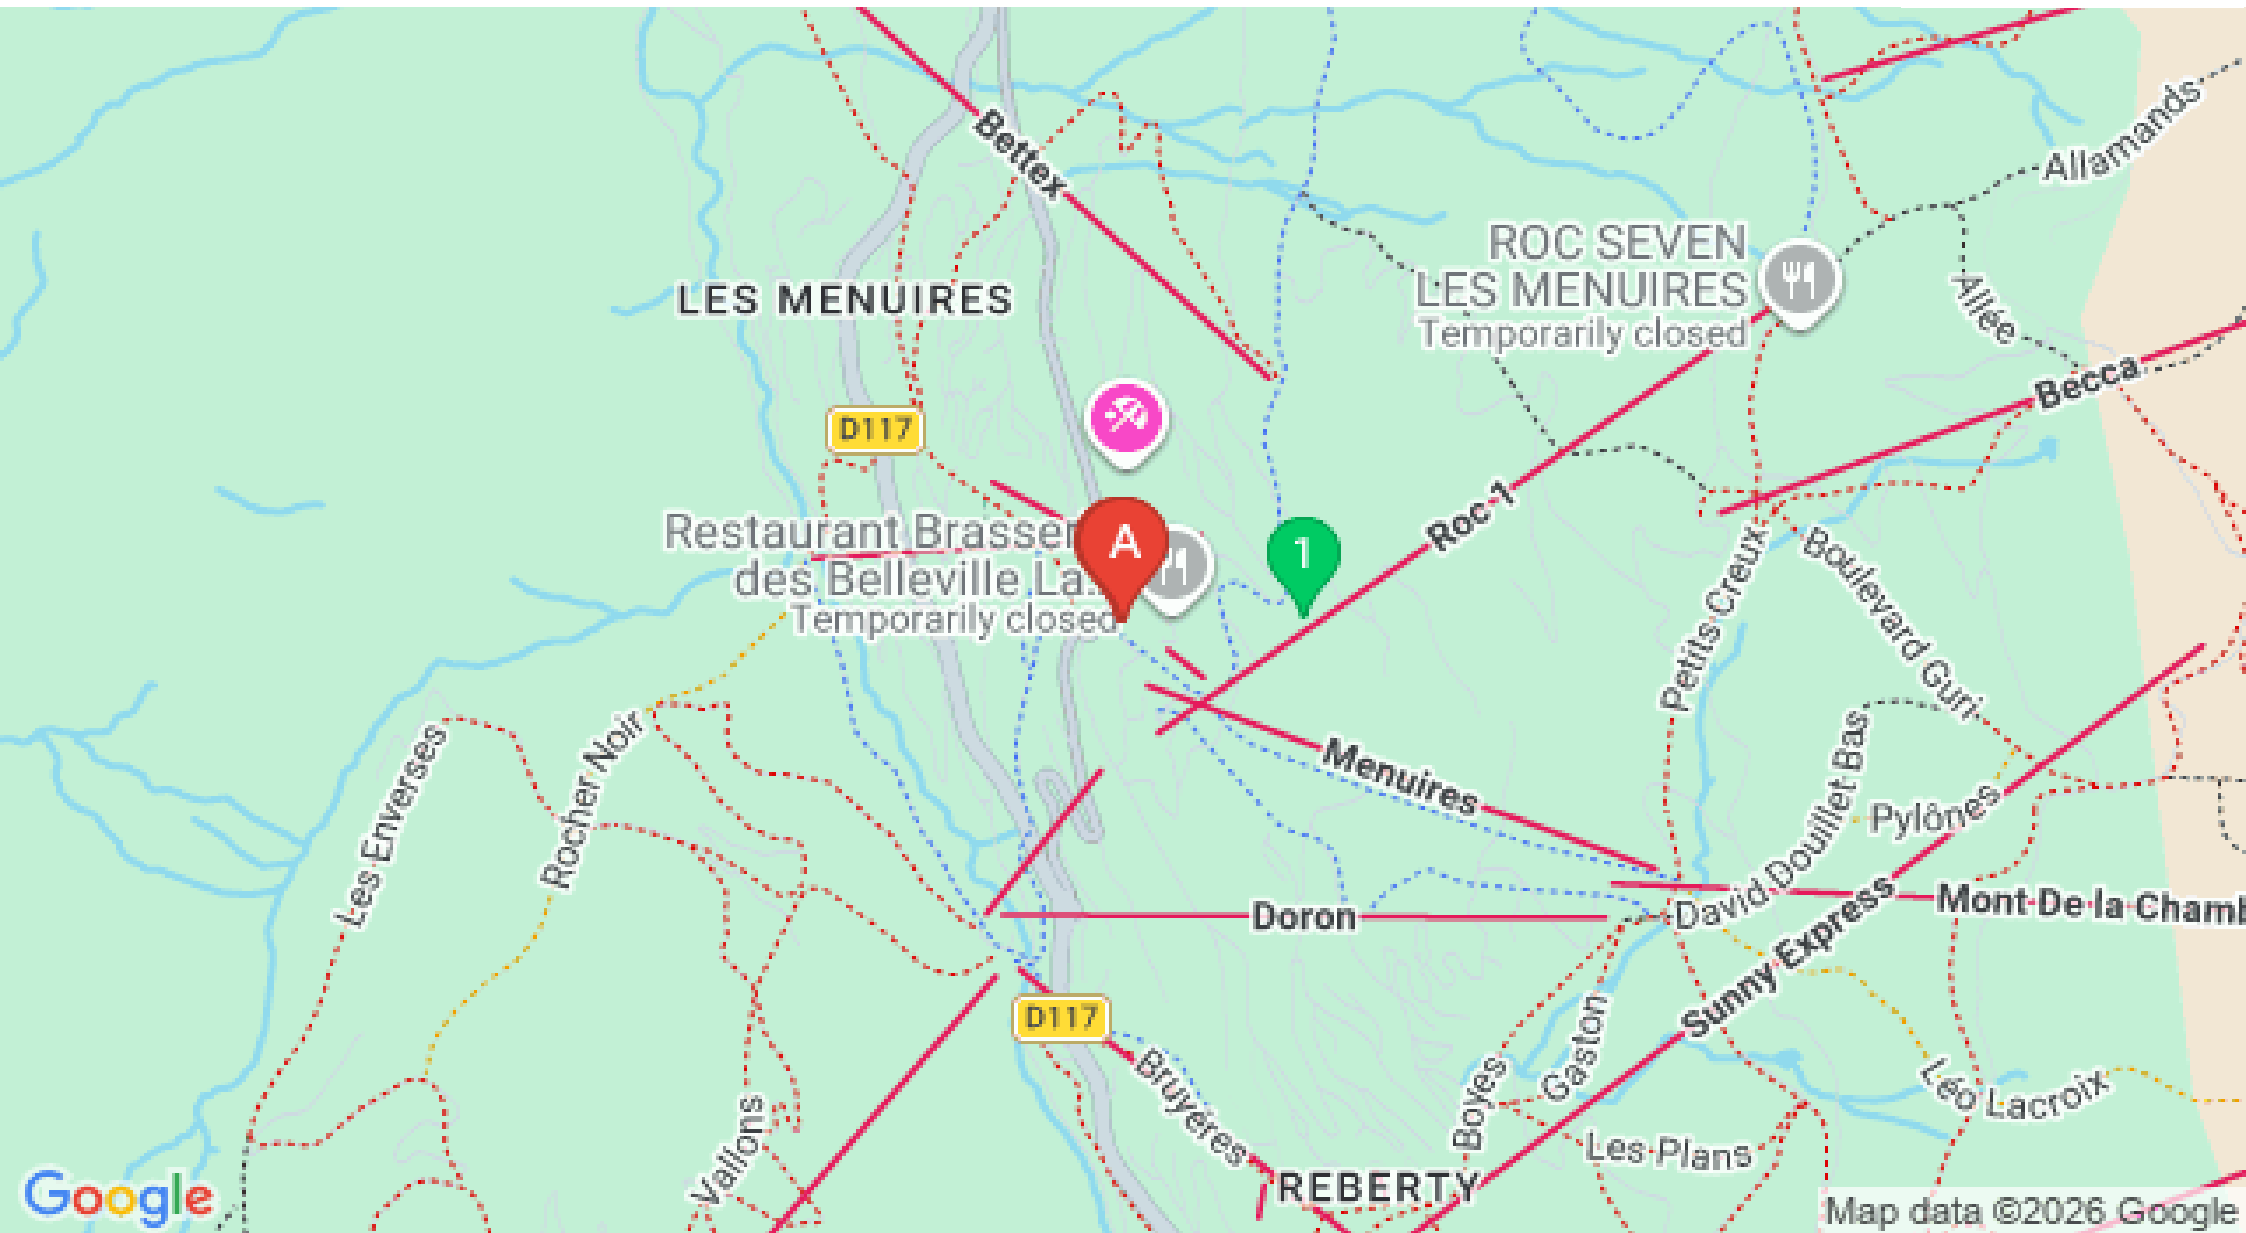 Bettex
Allamands
ROC SEVEN
LES MENUIRES
Temporarily closed
LES MENUIRES
Allée
Becca
D117
Roc 1
Restaurant Brasser
des Belleville La..
Temporarily closed
A
1
Petits Creux
Boulevard Guri
Les Enverses
Rocher Noir
Menuires
David Douillet Bas
Pylônes
Doron
Mont De la Chamb
Sunny Express
D117
Gaston
Boyes
Bruyéres
Léo Lacroix
Les Plans
Vallons
REBERTY
Google
Map data ©2026 Google